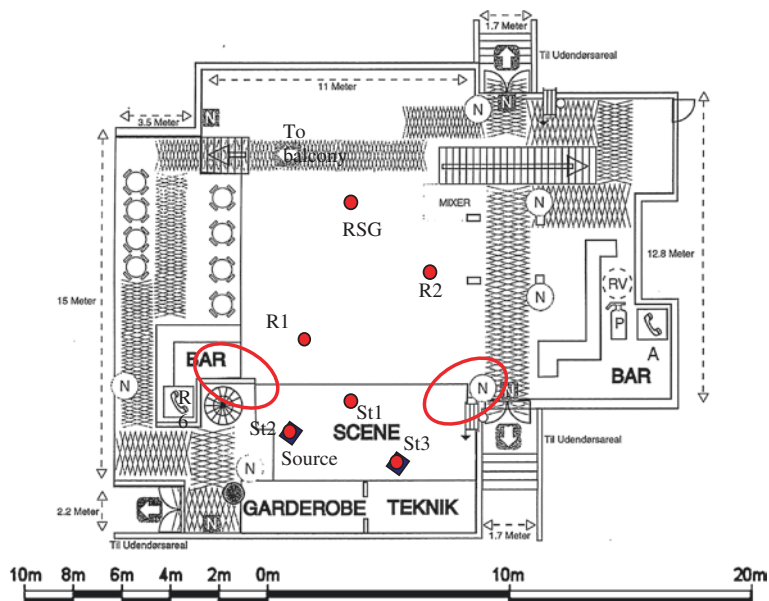 1.7 Meter
Til Udendørsareal
11 Meter
N
N
N
3.5 Meter
To
balcony
MIXER
N
RSG
12.8 Meter
R2
RV
N
15 Meter
R1
P
A
BAR
BAR
N
N
N
R
6
St1
St2
SCENE
Til Udendørsareal
St3
Source
N
2.2 Meter
GARDEROBE
TEKNIK
N
Til Udendørsareal
1.7 Meter
10m 8m 6m 4m 2m 0m 10m 20m